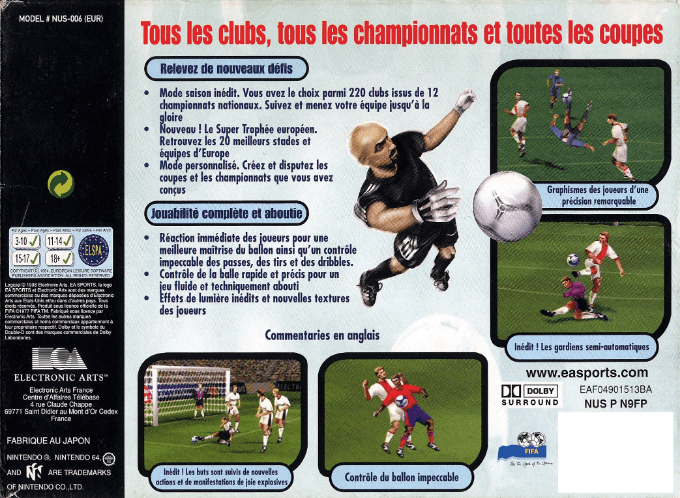 MODEL # NUS-006 (EUR)
TOUS LES CLUBS, TOUS LES CHAMPIONNATS ET TOUTES LES COUPES
Relevez de nouveaux défis
• Mode saison inédit. Vous avez le choix parmi 220 clubs issus de 12
championnats nationaux. Suivez et menez votre équipe jusqu'à la
gloire
• Nouveau ! Le Super Trophée européen.
Retrouvez les 20 meilleurs stades et
équipes d'Europe
• Mode personnalisé. Créez et disputez les
coupes et les championnats que vous avez
conçus
Jouabilité complète et aboutie
• Réaction immédiate des joueurs pour une
meilleure maîtrise du ballon ainsi qu'un contrôle
impeccable des passes, des tirs et des dribbles.
• Contrôle de la balle rapide et précis pour un
jeu fluide et techniquement abouti
• Effets de lumière inédits et nouvelles textures
des joueurs
Commentaries en anglais
Graphismes des joueurs d'une
précision remarquable
Inédit ! Les gardiens semi-automatiques
Inédit ! Les buts sont suivis de nouvelles
actions et de manifestations de joie explosives
Contrôle du ballon impeccable
www.easports.com
DOLBY
SURROUND
EAF04901513BA
NUS P N9FP
FIFA
3-10
11-14
15-17
18+
ELSPA
ELECTRONIC ARTS™
Electronic Arts France
Centre d'Affaires Télébase
4 rue Claude Chappe
69771 Saint Didier au Mont d'Or Cedex
France
FABRIQUE AU JAPON
NINTENDO ®, NINTENDO 64,
AND ARE TRADEMARKS
OF NINTENDO CO.,LTD.